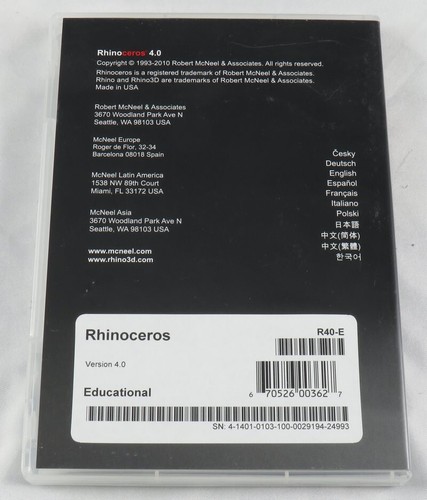 Rhinoceros® 4.0
Copyright © 1993-2010 Robert McNeel & Associates. All rights reserved.
Rhinoceros is a registered trademark of Robert McNeel & Associates.
Rhino and Rhino3D are trademarks of Robert McNeel & Associates.
Made in USA
Robert McNeel & Associates
3670 Woodland Park Ave N
Seattle, WA 98103 USA
McNeel Europe
Roger de Flor, 32-34
Barcelona 08018 Spain
McNeel Latin America
1538 NW 89th Court
Miami, FL 33172 USA
McNeel Asia
3670 Woodland Park Ave N
Seattle, WA 98103 USA
www.mcneel.com
www.rhino3d.com
Česky
Deutsch
English
Español
Français
Italiano
Polski
日本語
中文(简体)
中文(繁體)
한국어
Rhinoceros
R40-E
Version 4.0
Educational
6 70526 00362 7
SN: 4-1401-0103-100-0029194-24993